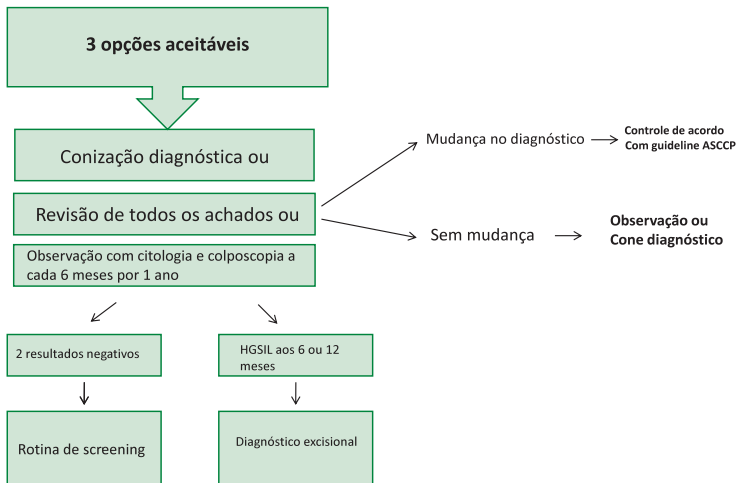 3 opções aceitáveis
Conização diagnóstica ou
Revisão de todos os achados ou
Observação com citologia e colposcopia a
cada 6 meses por 1 ano
Mudança no diagnóstico
Controle de acordo
Com guideline ASCCP
Sem mudança
Observação ou
Cone diagnóstico
2 resultados negativos
HGSIL aos 6 ou 12
meses
Rotina de screening
Diagnóstico excisional